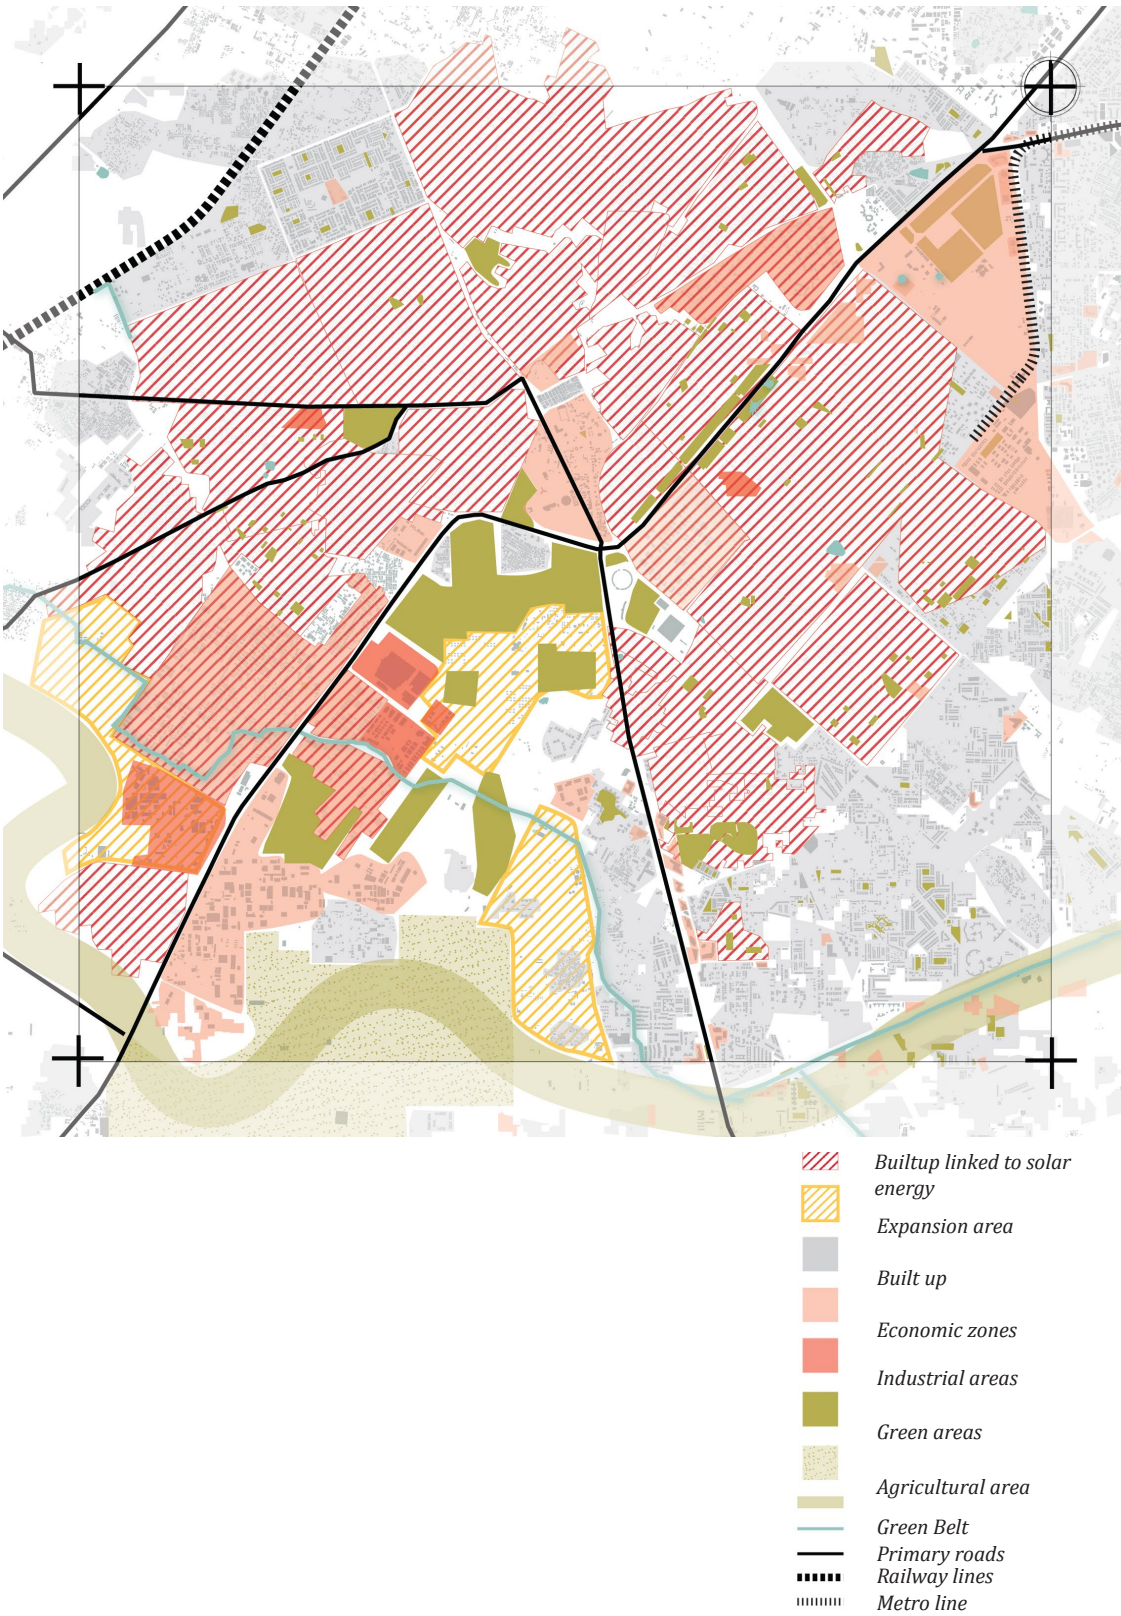 Builtup linked to solar
energy
Expansion area
Built up
Economic zones
Industrial areas
Green areas
Agricultural area
Green Belt
Primary roads
Railway lines
Metro line